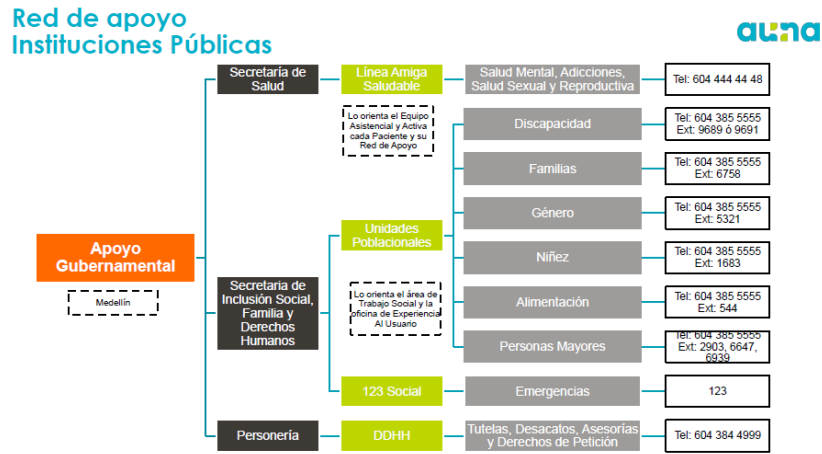 Red de apoyo
Instituciones Públicas
auna
Secretaría de
Salud
Línea Amiga
Saludable
Salud Mental, Adicciones,
Salud Sexual y Reproductiva
Tel: 604 444 44 48
Lo orienta el Equipo
Asistencial y Activa
cada Paciente y su
Red de Apoyo
Discapacidad
Tel: 604 385 5555
Ext: 9689 ó 9691
Familias
Tel: 604 385 5555
Ext: 6758
Género
Tel: 604 385 5555
Ext: 5321
Unidades
Poblacionales
Apoyo
Gubernamental
Medellín
Niñez
Tel: 604 385 5555
Ext: 1683
Secretaria de
Inclusión Social,
Familia y
Derechos
Humanos
Lo orienta el área de
Trabajo Social y la
oficina de Experiencia
Al Usuario
Alimentación
Tel: 604 385 5555
Ext: 544
Personas Mayores
Tel: 604 385 5555
Ext: 2903, 6647,
6939
123 Social
Emergencias
123
Personería
DDHH
Tutelas, Desacatos, Asesorías
y Derechos de Petición
Tel: 604 384 4999